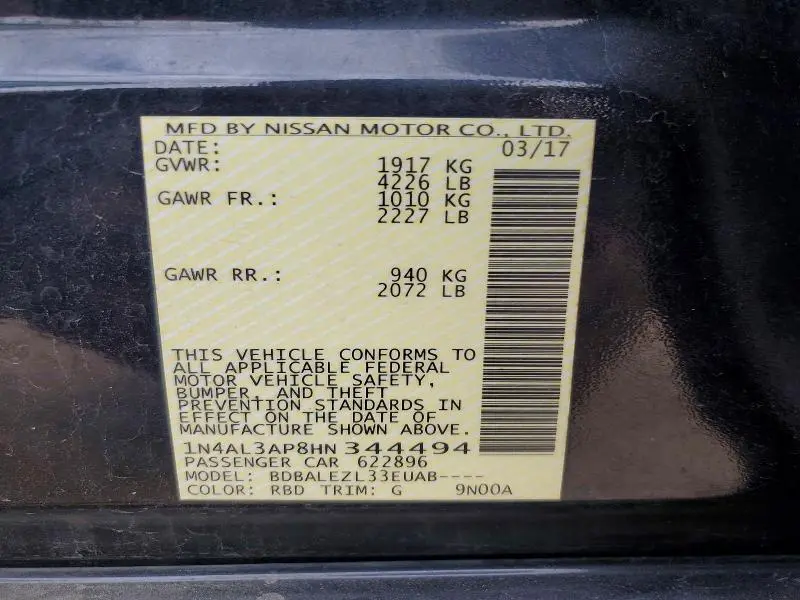 MFD BY NISSAN MOTOR CO., LTD.
DATE: 03/17
GVWR: 1917 KG
4226 LB
GAWR FR.: 1010 KG
2227 LB
GAWR RR.: 940 KG
2072 LB
THIS VEHICLE CONFORMS TO
ALL APPLICABLE FEDERAL
MOTOR VEHICLE SAFETY,
BUMPER, AND THEFT
PREVENTION STANDARDS IN
EFFECT ON THE DATE OF
MANUFACTURE SHOWN ABOVE.
1N4AL3AP8HN 344494
PASSENGER CAR 622896
MODEL: BDBALEZL33EUAB----
COLOR: RBD TRIM: G 9N00A